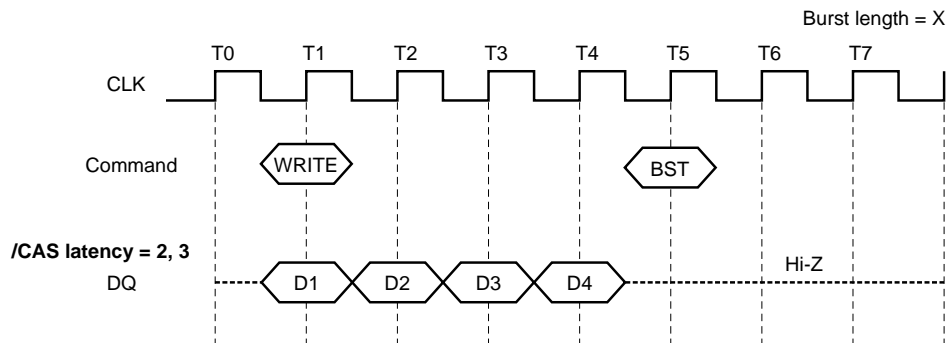 Burst length = X
T0 T1 T2 T3 T4 T5 T6 T7
CLK
Command WRITE BST
/CAS latency = 2, 3
Hi-Z
DQ D1 D2 D3 D4